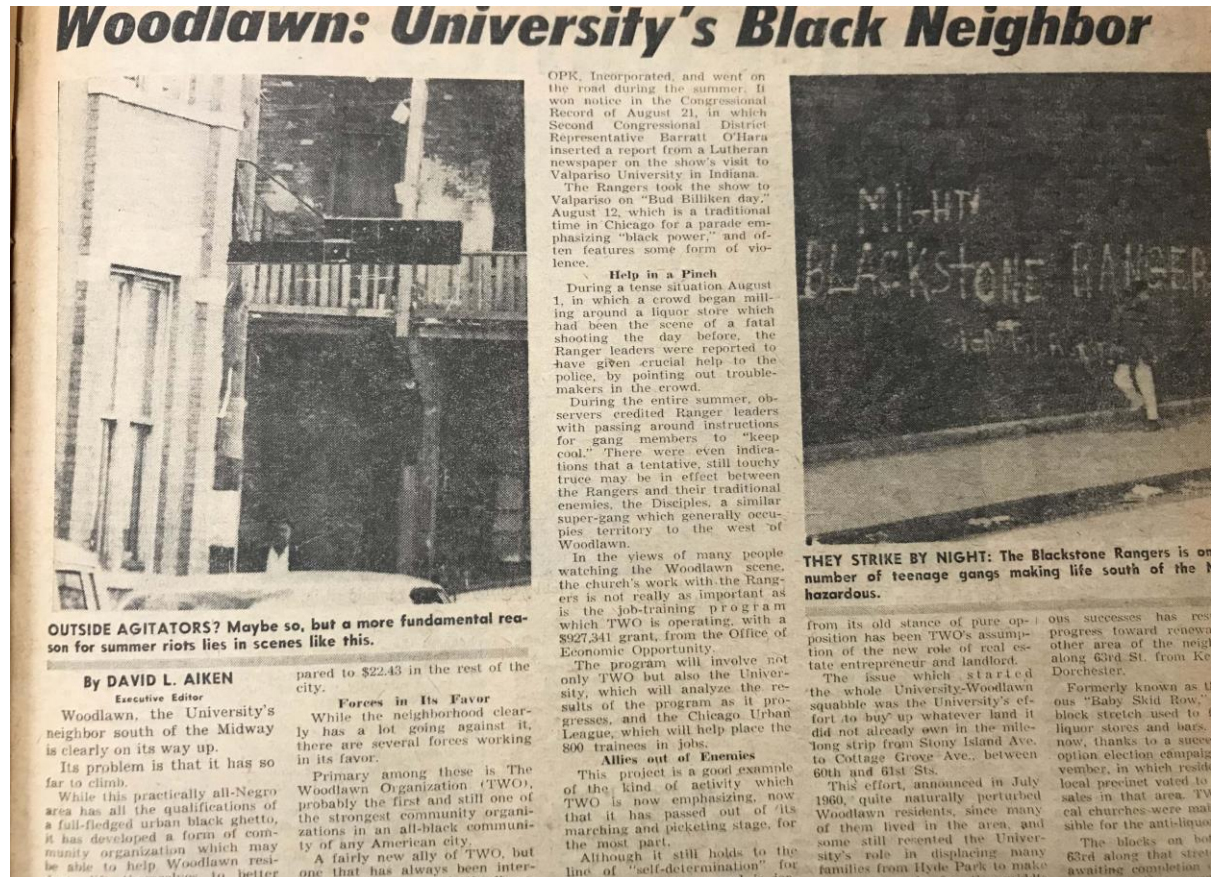 Woodlawn: University's Black Neighbor
OUTSIDE AGITATORS? Maybe so, but a more fundamental rea-
son for summer riots lies in scenes like this.
By DAVID L. AIKEN
Executive Editor
Woodlawn, the University's
neighbor south of the Midway
is clearly on its way up.
Its problem is that it has so
far to climb.
While this practically all-Negro
area has all the qualifications of
a full-fledged urban black ghetto,
it has developed a form of com-
munity organization which may
be able to help Woodlawn resi-
pared to $22.43 in the rest of the
city.
Forces in Its Favor
While the neighborhood clear-
ly has a lot going against it,
there are several forces working
in its favor.
Primary among these is The
Woodlawn Organization (TWO),
probably the first and still one of
the strongest community organi-
zations in an all-black communi-
ty of any American city.
A fairly new ally of TWO, but
one that has always been inter-
OPK, Incorporated, and went on
the road during the summer. It
won notice in the Congressional
Record of August 21, in which
Second Congressional District
Representative Barratt O'Hara
inserted a report from a Lutheran
newspaper on the show's visit to
Valpariso University in Indiana.
The Rangers took the show to
Valpariso on "Bud Billiken day,"
August 12, which is a traditional
time in Chicago for a parade em-
phasizing "black power," and of-
ten features some form of vio-
lence.
Help in a Pinch
During a tense situation August
1, in which a crowd began mill-
ing around a liquor store which
had been the scene of a fatal
shooting the day before, the
Ranger leaders were reported to
have given crucial help to the
police, by pointing out trouble-
makers in the crowd.
During the entire summer, ob-
servers credited Ranger leaders
with passing around instructions
for gang members to "keep
cool." There were even indica-
tions that a tentative, still touchy
truce may be in effect between
the Rangers and their traditional
enemies, the Disciples, a similar
super-gang which generally occu-
pies territory to the west of
Woodlawn.
In the views of many people
watching the Woodlawn scene,
the church's work with the Rang-
ers is not really as important as
is the job-training program
which TWO is operating, with a
$927,341 grant, from the Office of
Economic Opportunity.
The program will involve not
only TWO but also the Univer-
sity, which will analyze the re-
sults of the program as it pro-
gresses, and the Chicago Urban
League, which will help place the
800 trainees in jobs.
Allies out of Enemies
This project is a good example
of the kind of activity which
TWO is now emphasizing, now
that it has passed out of its
marching and picketing stage, for
the most part.
Although it still holds to the
line of "self-determination" for
MIGHTY
BLACKSTONE RANGER
THEY STRIKE BY NIGHT: The Blackstone Rangers is on
number of teenage gangs making life south of the
hazardous.
from its old stance of pure op-
position has been TWO's assump-
tion of the new role of real es-
tate entrepreneur and landlord.
The issue which started
the whole University-Woodlawn
squabble was the University's ef-
fort to buy up whatever land it
did not already own in the mile-
long strip from Stony Island Ave.
to Cottage Grove Ave., between
60th and 61st Sts.
This effort, announced in July
1960, quite naturally perturbed
Woodlawn residents, since many
of them lived in the area, and
some still resented the Univer-
sity's role in displacing many
families from Hyde Park to make
ous successes has
progress toward
other area of the
along 63rd St. from
Dorchester.
Formerly known as
ous "Baby Skid Row,"
block stretch used to
liquor stores and bars.
now, thanks to a
option election
vember, in which
local precinct voted to
sales in that area.
cal churches were
sible for the
The blocks on
63rd along that
awaiting completion